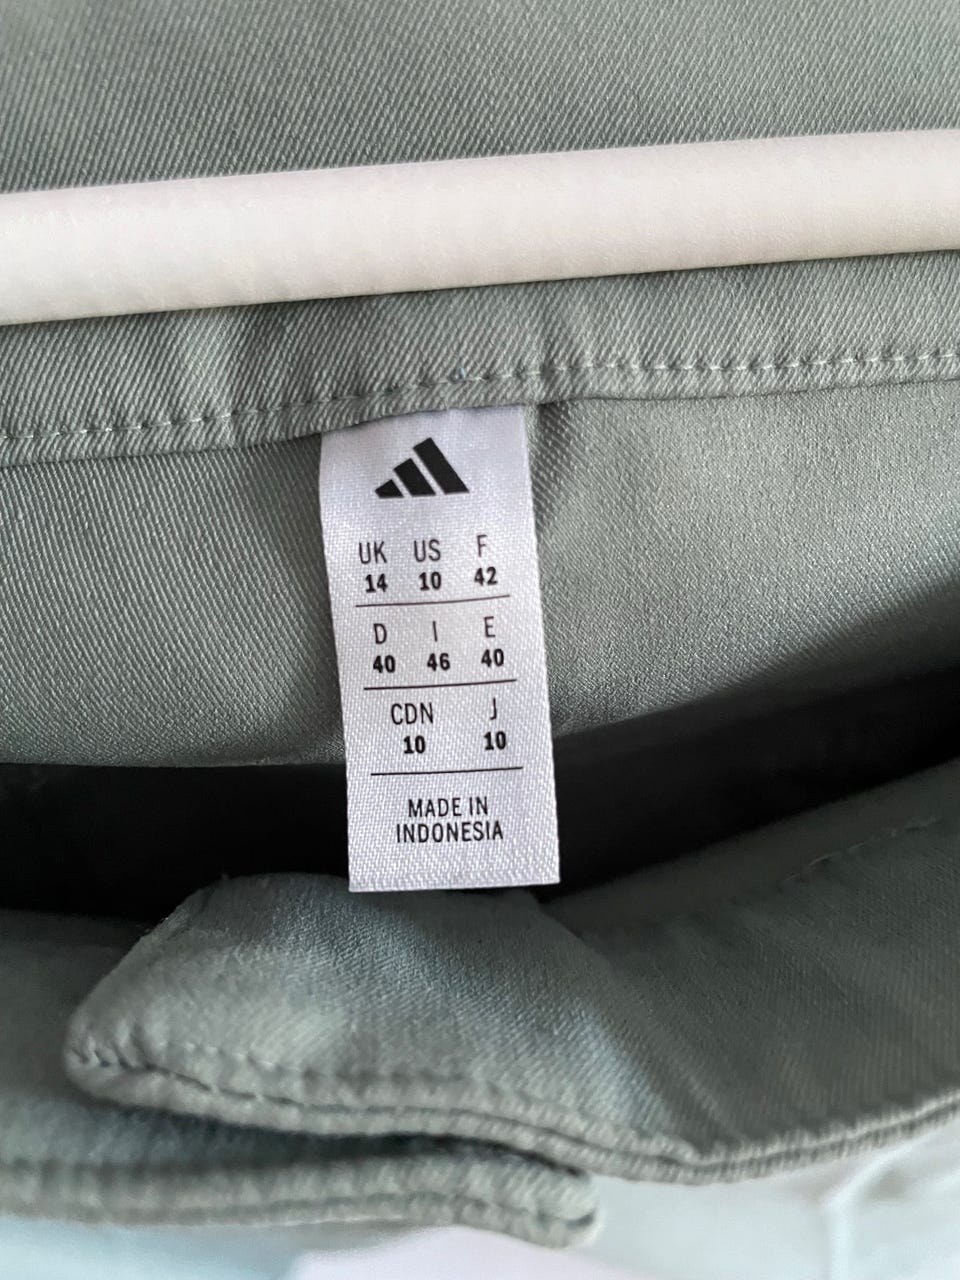 UK US F
14 10 42
D I E
40 46 40
CDN J
10 10
MADE IN
INDONESIA